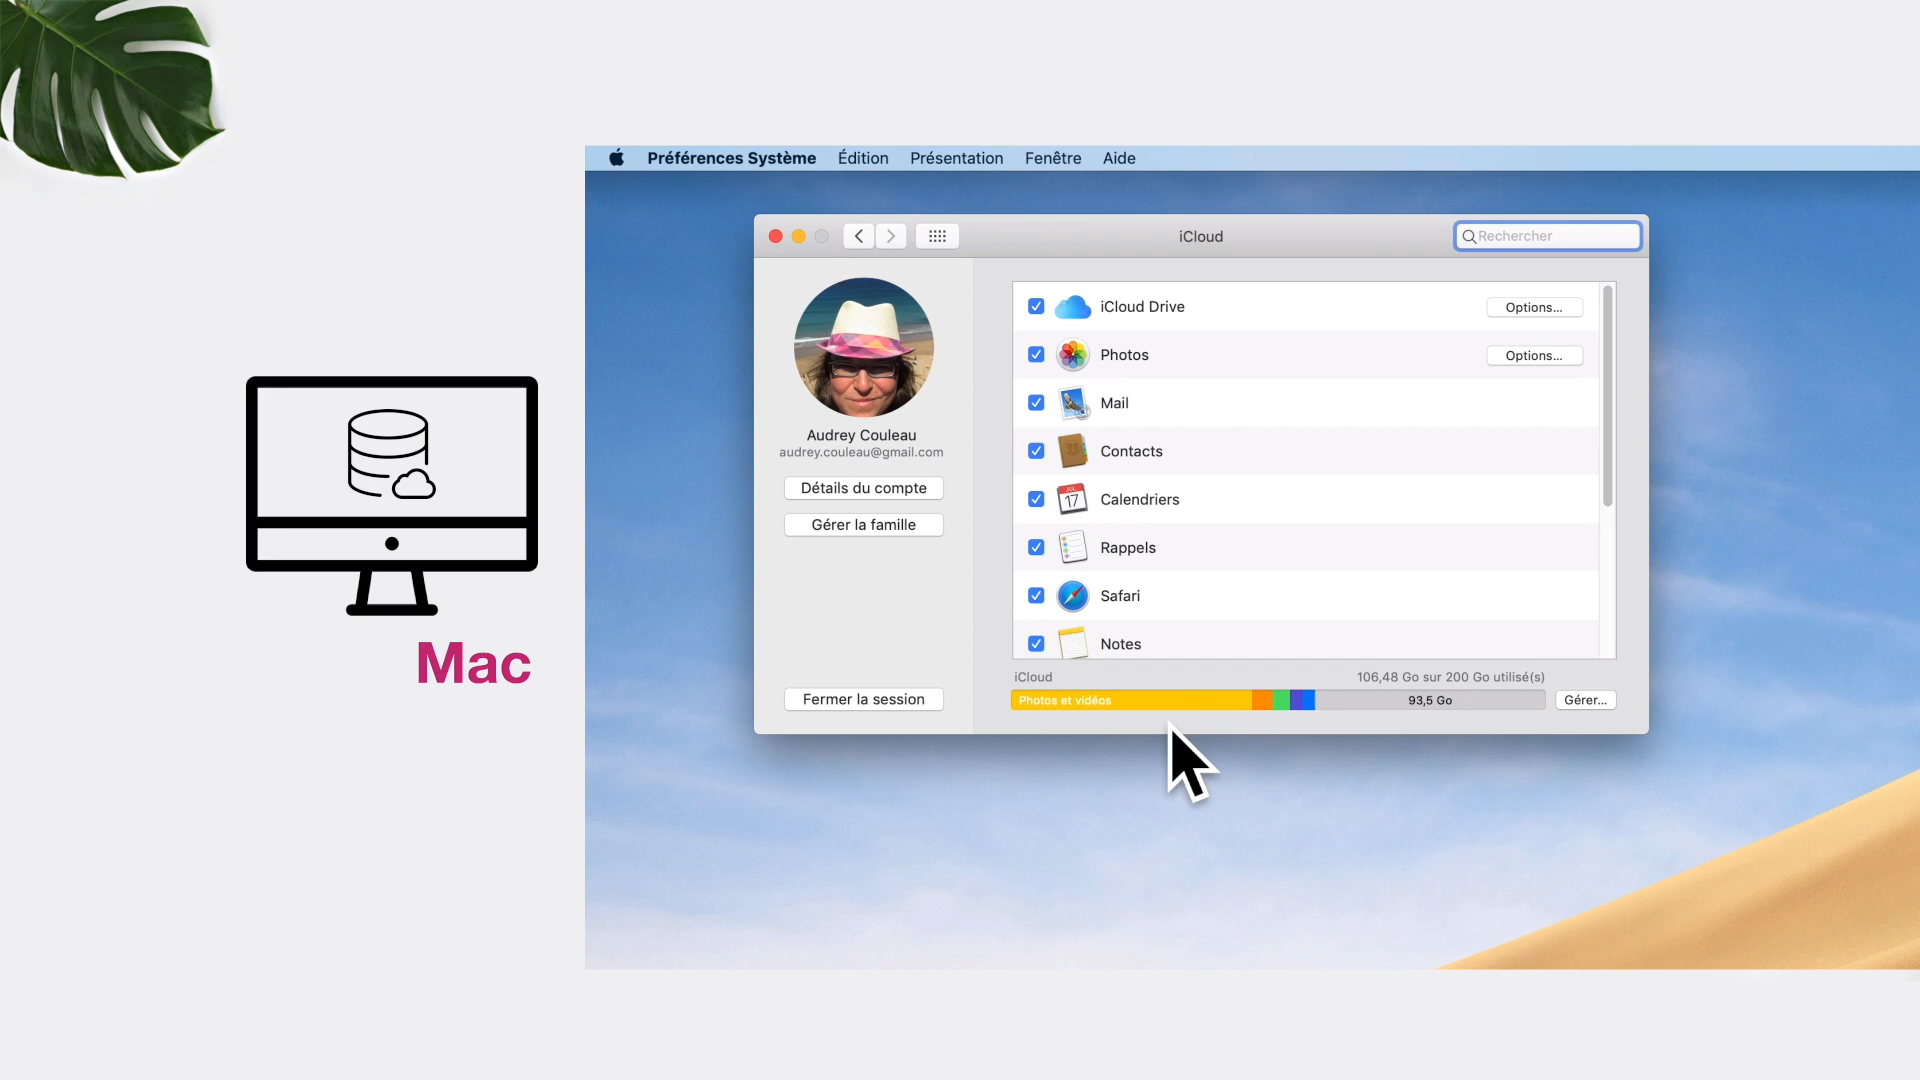 Préférences Système Édition Présentation Fenêtre Aide
iCloud
Rechercher
Audrey Couleau
audrey.couleau@gmail.com
Détails du compte
Gérer la famille
Fermer la session
iCloud Drive
Options...
Photos
Options...
Mail
Contacts
JUL
17
Calendriers
Rappels
Safari
Notes
iCloud
106,48 Go sur 200 Go utilisé(s)
Photos et vidéos
93,5 Go
Gérer...
Mac